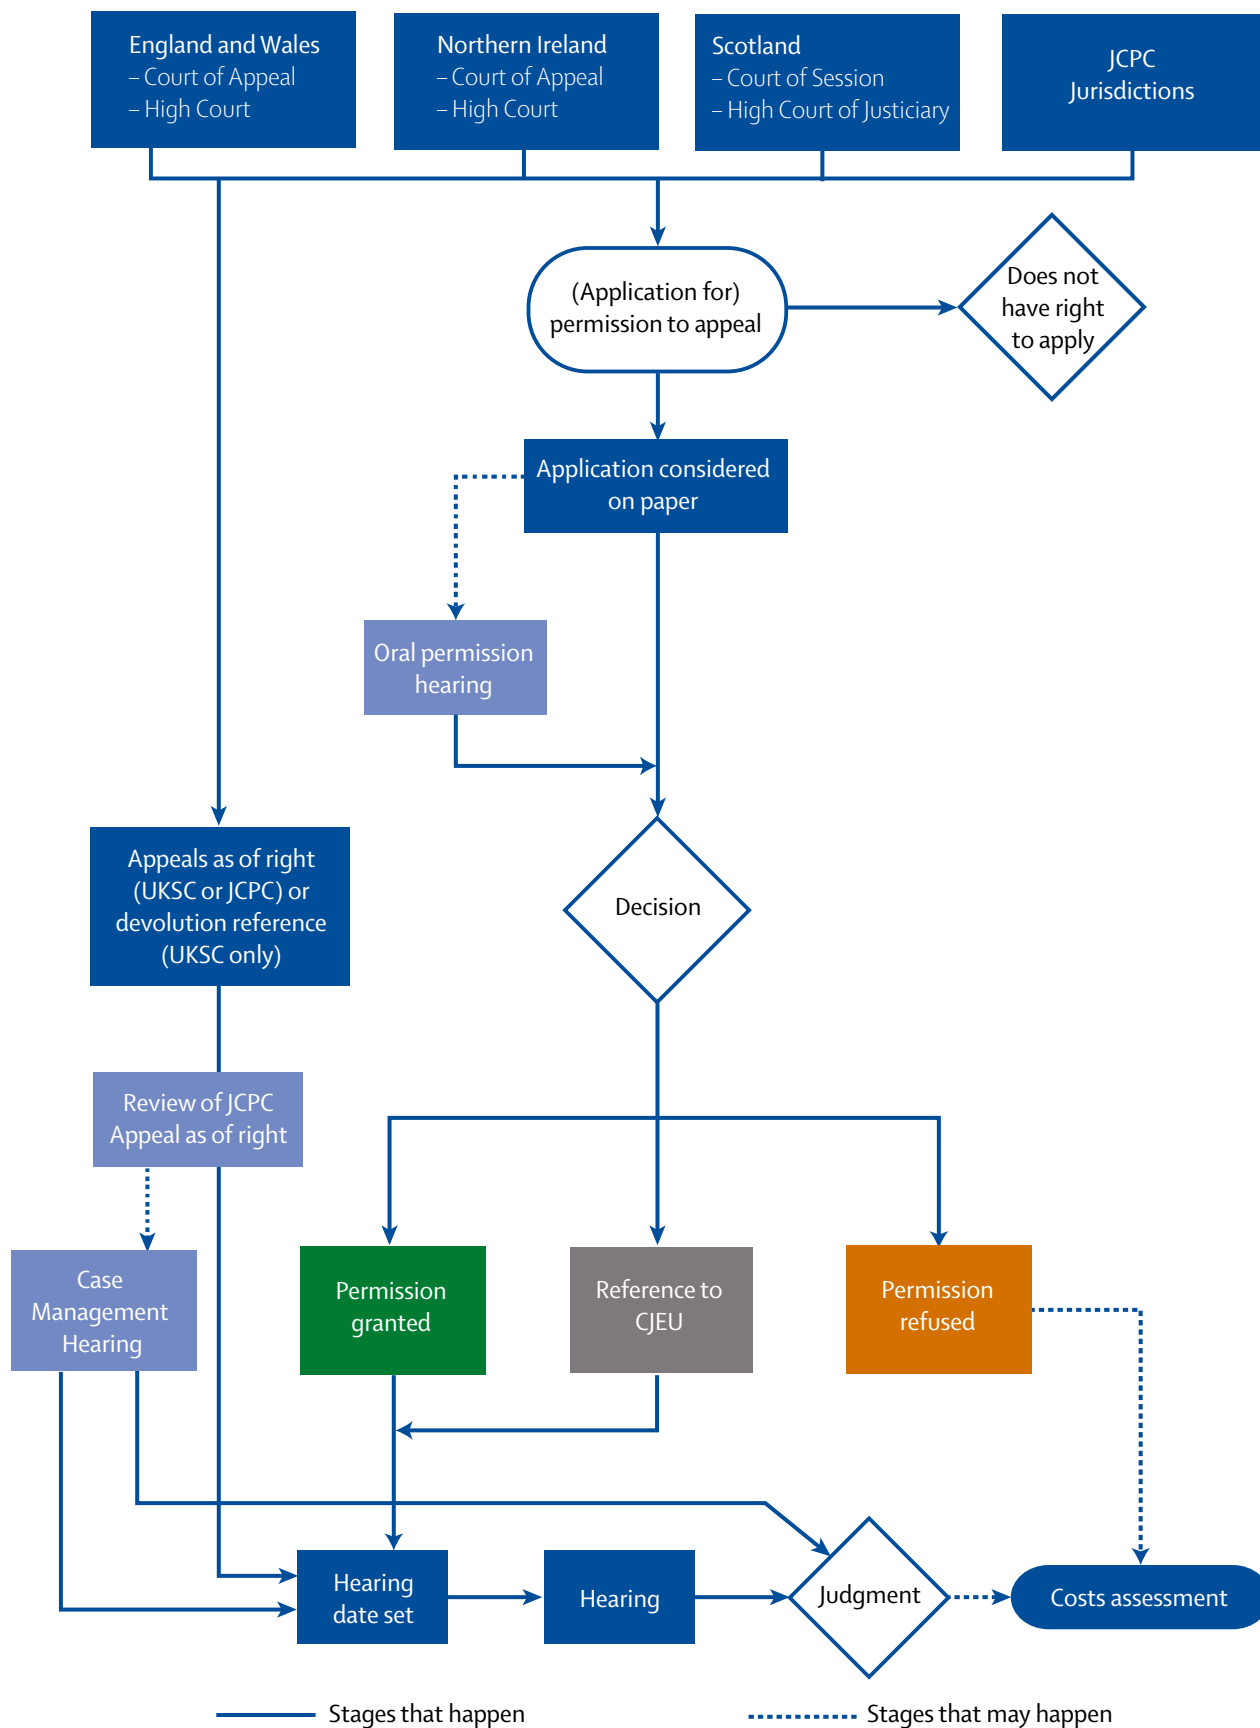 England and Wales
– Court of Appeal
– High Court
Northern Ireland
– Court of Appeal
– High Court
Scotland
– Court of Session
– High Court of Justiciary
JCPC
Jurisdictions
(Application for)
permission to appeal
Does not
have right
to apply
Application considered
on paper
Oral permission
hearing
Appeals as of right
(UKSC or JCPC) or
devolution reference
(UKSC only)
Decision
Review of JCPC
Appeal as of right
Case
Management
Hearing
Permission
granted
Reference to
CJEU
Permission
refused
Hearing
date set
Hearing
Judgment
Costs assessment
Stages that happen
Stages that may happen